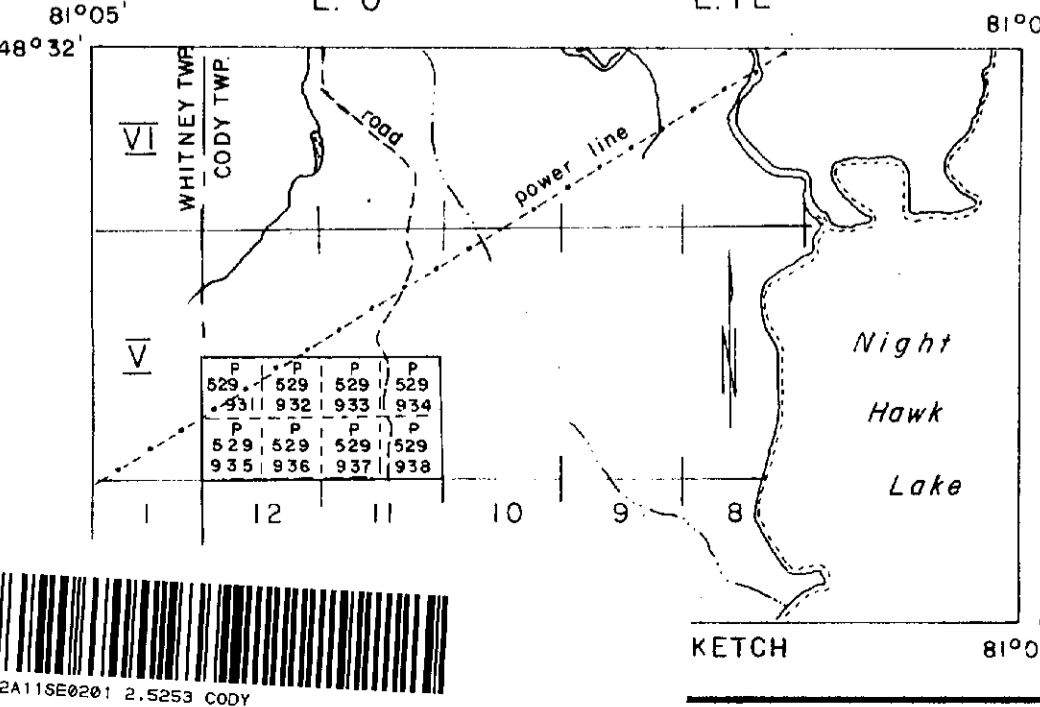 81°05'
48°32'
WHITNEY TWP.
CODY TWP.
VI
road
power line
V
P P P P
529 529 529 529
931 932 933 934
P P P P
529 529 529 529
935 936 937 938
Night
Hawk
Lake
1 12 11 10 9 8
KETCH
2A11SE0201 2.5253 CODY